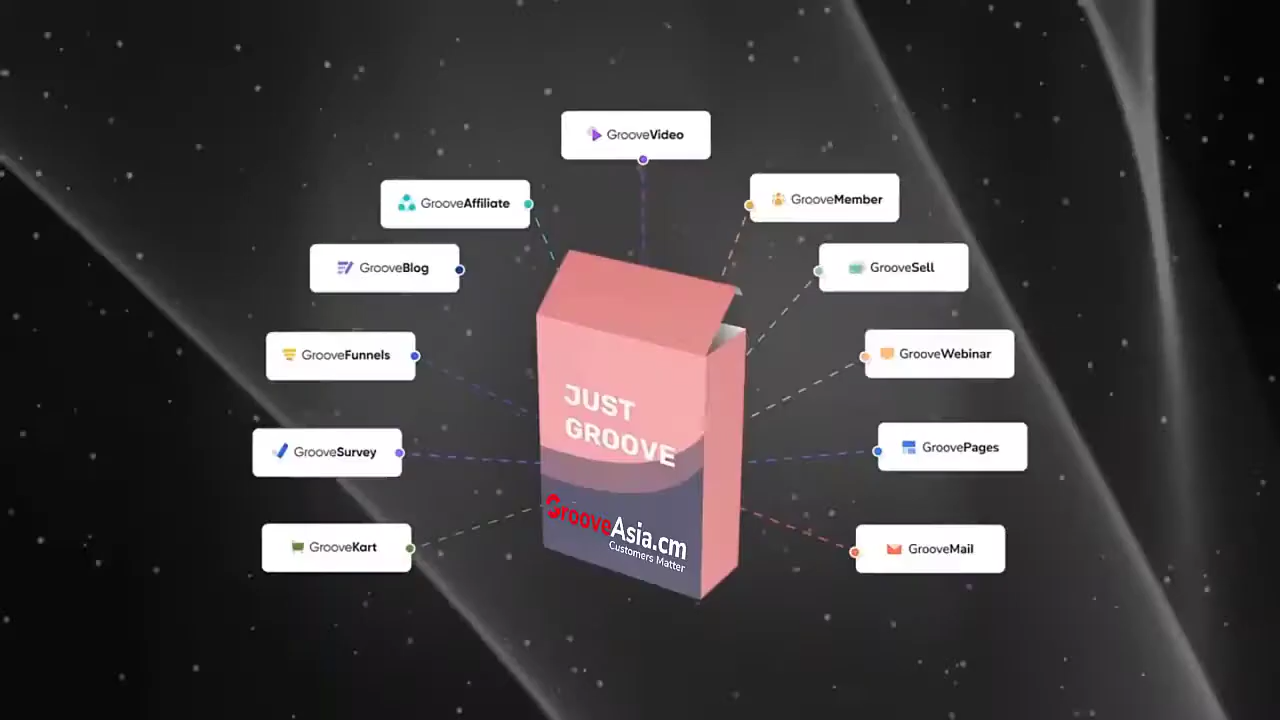 GrooveVideo
GrooveAffiliate
GrooveMember
GrooveBlog
GrooveSell
GrooveFunnels
GrooveWebinar
JUST
GROOVE
GrooveSurvey
GroovePages
GrooveAsia.cm
Customers Matter
GrooveKart
GrooveMail